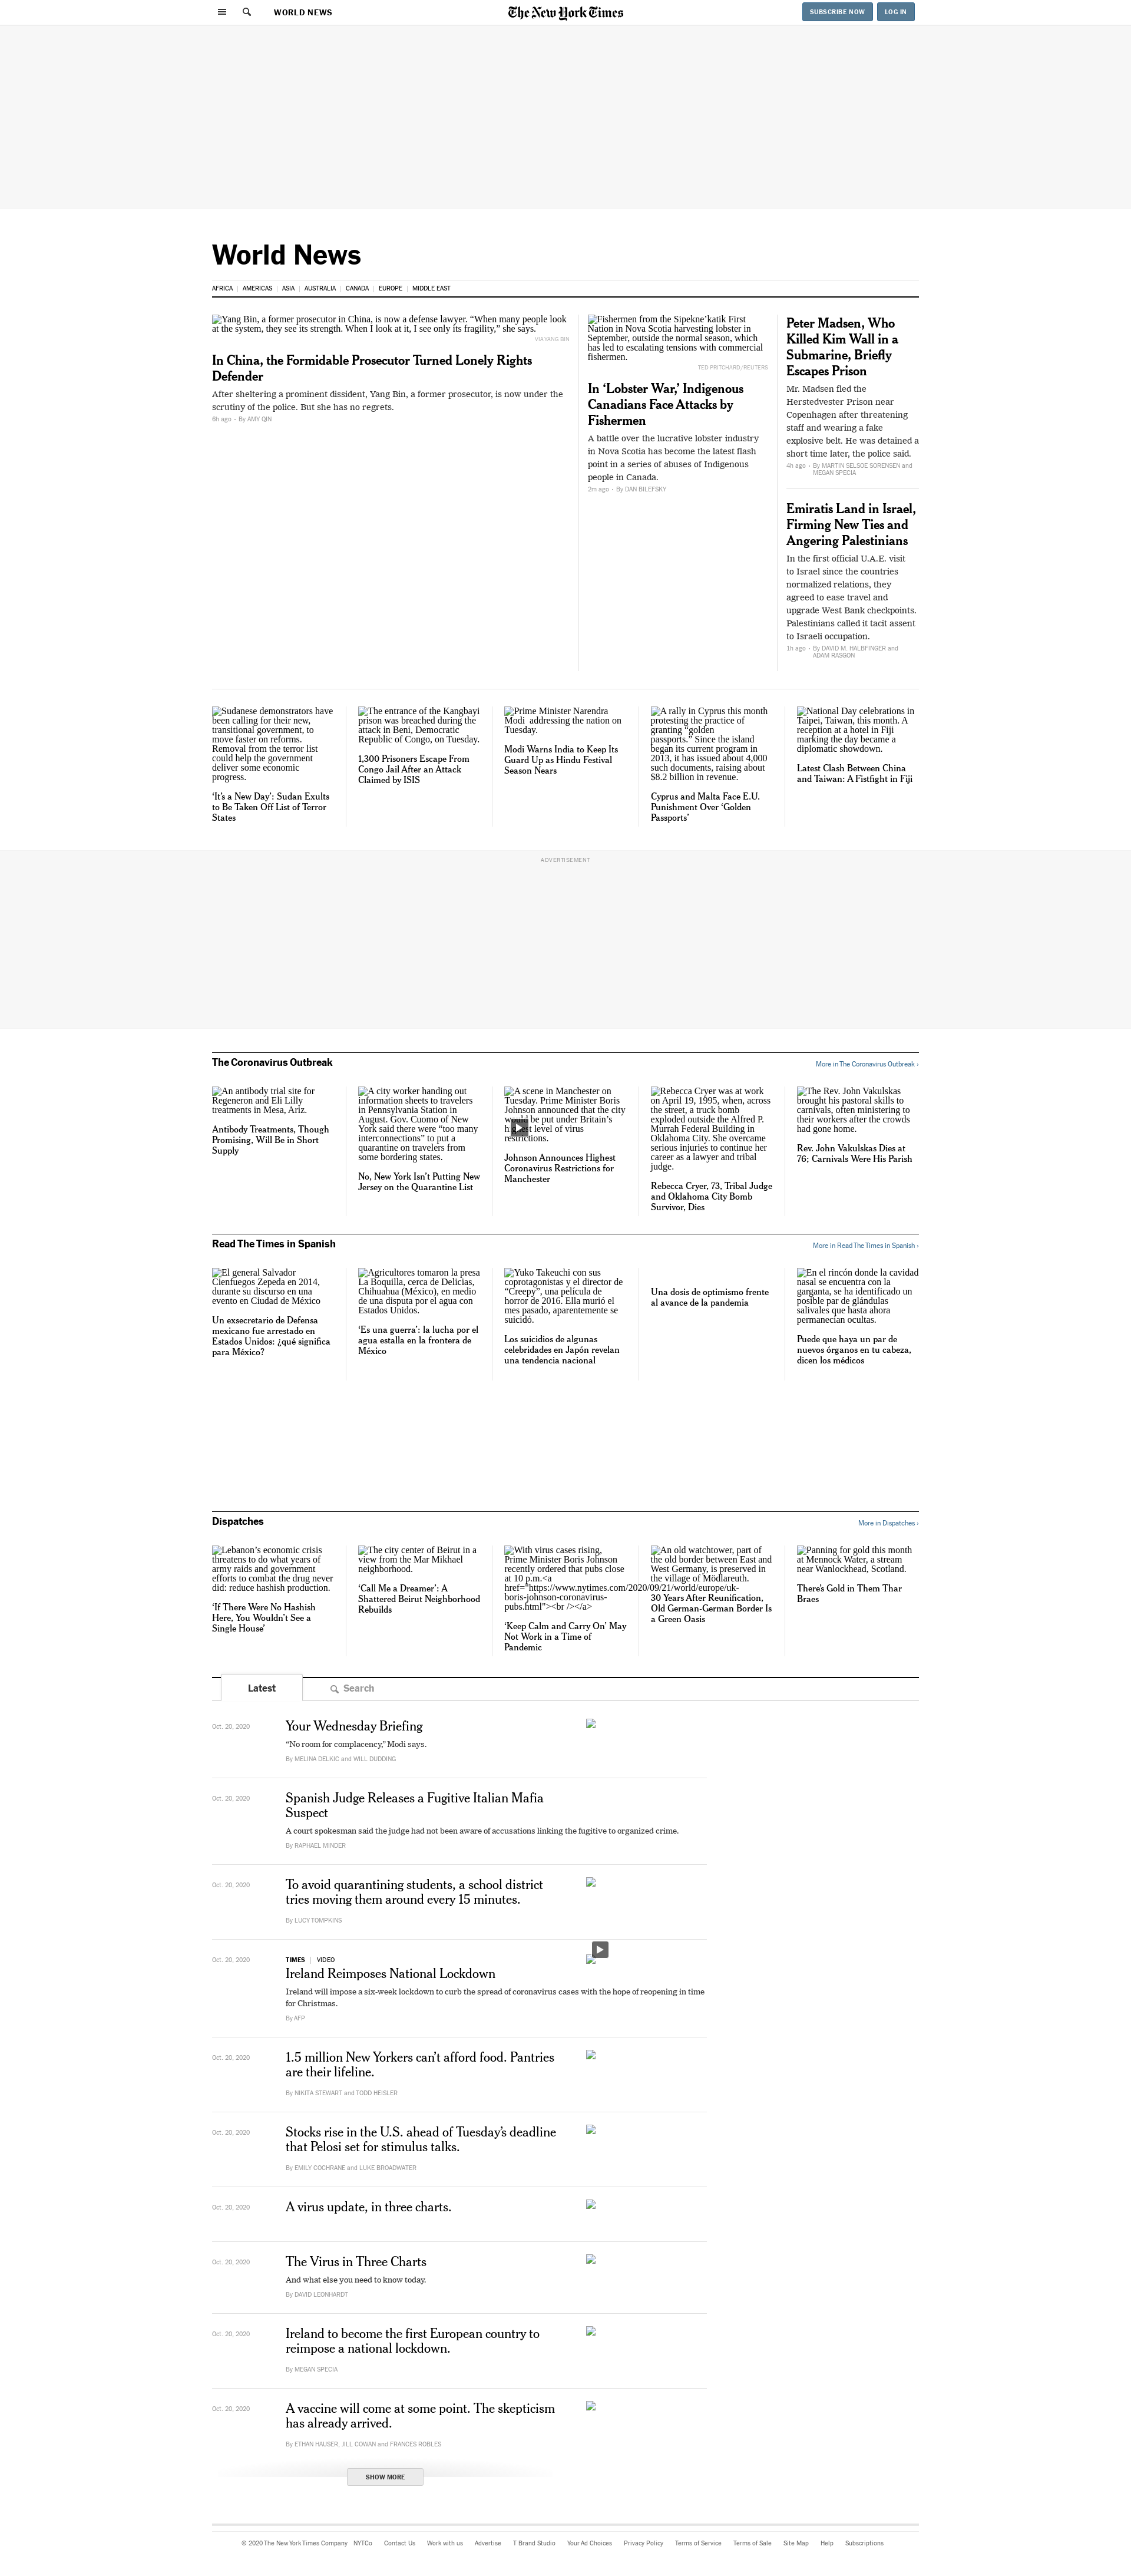 WORLD NEWS
The New York Times
SUBSCRIBE NOW
LOG IN
World News
AFRICA | AMERICAS | ASIA | AUSTRALIA | CANADA | EUROPE | MIDDLE EAST
Yang Bin, a former prosecutor in China, is now a defense lawyer. “When many people look
at the system, they see its strength. When I look at it, I see only its fragility,” she says.
VIA YANG BIN
In China, the Formidable Prosecutor Turned Lonely Rights
Defender
After sheltering a prominent dissident, Yang Bin, a former prosecutor, is now under the
scrutiny of the police. But she has no regrets.
6h ago • By AMY QIN
Fishermen from the Sipekne’katik First
Nation in Nova Scotia harvesting lobster in
September, outside the normal season, which
has led to escalating tensions with commercial
fishermen.
TED PRITCHARD/REUTERS
In ‘Lobster War,’ Indigenous
Canadians Face Attacks by
Fishermen
A battle over the lucrative lobster industry
in Nova Scotia has become the latest flash
point in a series of abuses of Indigenous
people in Canada.
2m ago • By DAN BILEFSKY
Peter Madsen, Who
Killed Kim Wall in a
Submarine, Briefly
Escapes Prison
Mr. Madsen fled the
Herstedvester Prison near
Copenhagen after threatening
staff and wearing a fake
explosive belt. He was detained a
short time later, the police said.
4h ago • By MARTIN SELSOE SORENSEN and
MEGAN SPECIA
Emiratis Land in Israel,
Firming New Ties and
Angering Palestinians
In the first official U.A.E. visit
to Israel since the countries
normalized relations, they
agreed to ease travel and
upgrade West Bank checkpoints.
Palestinians called it tacit assent
to Israeli occupation.
1h ago • By DAVID M. HALBFINGER and
ADAM RASGON
Sudanese demonstrators have
been calling for their new,
transitional government, to
move faster on reforms.
Removal from the terror list
could help the government
deliver some economic
progress.
‘It’s a New Day’: Sudan Exults
to Be Taken Off List of Terror
States
The entrance of the Kangbayi
prison was breached during the
attack in Beni, Democratic
Republic of Congo, on Tuesday.
1,300 Prisoners Escape From
Congo Jail After an Attack
Claimed by ISIS
Prime Minister Narendra
Modi addressing the nation on
Tuesday.
Modi Warns India to Keep Its
Guard Up as Hindu Festival
Season Nears
A rally in Cyprus this month
protesting the practice of
granting “golden
passports.” Since the island
began its current program in
2013, it has issued about 4,000
such documents, raising about
$8.2 billion in revenue.
Cyprus and Malta Face E.U.
Punishment Over ‘Golden
Passports’
National Day celebrations in
Taipei, Taiwan, this month. A
reception at a hotel in Fiji
marking the day became a
diplomatic showdown.
Latest Clash Between China
and Taiwan: A Fistfight in Fiji
ADVERTISEMENT
The Coronavirus Outbreak
More in The Coronavirus Outbreak ›
An antibody trial site for
Regeneron and Eli Lilly
treatments in Mesa, Ariz.
Antibody Treatments, Though
Promising, Will Be in Short
Supply
A city worker handing out
information sheets to travelers
in Pennsylvania Station in
August. Gov. Cuomo of New
York said there were “too many
interconnections” to put a
quarantine on travelers from
some bordering states.
No, New York Isn’t Putting New
Jersey on the Quarantine List
A scene in Manchester on
Tuesday. Prime Minister Boris
Johnson announced that the city
would be put under Britain’s
level of virus
restrictions.
Johnson Announces Highest
Coronavirus Restrictions for
Manchester
Rebecca Cryer was at work
on April 19, 1995, when, across
the street, a truck bomb
exploded outside the Alfred P.
Murrah Federal Building in
Oklahoma City. She overcame
serious injuries to continue her
career as a lawyer and tribal
judge.
Rebecca Cryer, 73, Tribal Judge
and Oklahoma City Bomb
Survivor, Dies
The Rev. John Vakulskas
brought his pastoral skills to
carnivals, often ministering to
their workers after the crowds
had gone home.
Rev. John Vakulskas Dies at
76; Carnivals Were His Parish
Read The Times in Spanish
More in Read The Times in Spanish ›
El general Salvador
Cienfuegos Zepeda en 2014,
durante su discurso en una
evento en Ciudad de México
Un exsecretario de Defensa
mexicano fue arrestado en
Estados Unidos: ¿qué significa
para México?
Agricultores tomaron la presa
La Boquilla, cerca de Delicias,
Chihuahua (México), en medio
de una disputa por el agua con
Estados Unidos.
‘Es una guerra’: la lucha por el
agua estalla en la frontera de
México
Yuko Takeuchi con sus
coprotagonistas y el director de
“Creepy”, una película de
horror de 2016. Ella murió el
mes pasado, aparentemente se
suicidó.
Los suicidios de algunas
celebridades en Japón revelan
una tendencia nacional
Una dosis de optimismo frente
al avance de la pandemia
En el rincón donde la cavidad
nasal se encuentra con la
garganta, se ha identificado un
posible par de glándulas
salivales que hasta ahora
permanecían ocultas.
Puede que haya un par de
nuevos órganos en tu cabeza,
dicen los médicos
Dispatches
More in Dispatches ›
Lebanon’s economic crisis
threatens to do what years of
army raids and government
efforts to combat the drug never
did: reduce hashish production.
‘If There Were No Hashish
Here, You Wouldn’t See a
Single House’
The city center of Beirut in a
view from the Mar Mikhael
neighborhood.
‘Call Me a Dreamer’: A
Shattered Beirut Neighborhood
Rebuilds
With virus cases rising,
Prime Minister Boris Johnson
recently ordered that pubs close
at 10 p.m.<a
href="https://www.nytimes.com/2020/09/21/world/europe/uk-
boris-johnson-coronavirus-
pubs.html"><br /></a>
‘Keep Calm and Carry On’ May
Not Work in a Time of
Pandemic
An old watchtower, part of
the old border between East and
West Germany, is preserved in
the village of Mödlareuth.
30 Years After Reunification,
Old German-German Border Is
a Green Oasis
Panning for gold this month
at Mennock Water, a stream
near Wanlockhead, Scotland.
There’s Gold in Them Thar
Braes
Latest
Search
Oct. 20, 2020
Your Wednesday Briefing
“No room for complacency,” Modi says.
By MELINA DELKIC and WILL DUDDING
Oct. 20, 2020
Spanish Judge Releases a Fugitive Italian Mafia
Suspect
A court spokesman said the judge had not been aware of accusations linking the fugitive to organized crime.
By RAPHAEL MINDER
Oct. 20, 2020
To avoid quarantining students, a school district
tries moving them around every 15 minutes.
By LUCY TOMPKINS
Oct. 20, 2020
TIMES | VIDEO
Ireland Reimposes National Lockdown
Ireland will impose a six-week lockdown to curb the spread of coronavirus cases with the hope of reopening in time
for Christmas.
By AFP
Oct. 20, 2020
1.5 million New Yorkers can’t afford food. Pantries
are their lifeline.
By NIKITA STEWART and TODD HEISLER
Oct. 20, 2020
Stocks rise in the U.S. ahead of Tuesday’s deadline
that Pelosi set for stimulus talks.
By EMILY COCHRANE and LUKE BROADWATER
Oct. 20, 2020
A virus update, in three charts.
Oct. 20, 2020
The Virus in Three Charts
And what else you need to know today.
By DAVID LEONHARDT
Oct. 20, 2020
Ireland to become the first European country to
reimpose a national lockdown.
By MEGAN SPECIA
Oct. 20, 2020
A vaccine will come at some point. The skepticism
has already arrived.
By ETHAN HAUSER, JILL COWAN and FRANCES ROBLES
SHOW MORE
© 2020 The New York Times Company NYTCo Contact Us Work with us Advertise T Brand Studio Your Ad Choices Privacy Policy Terms of Service Terms of Sale Site Map Help Subscriptions